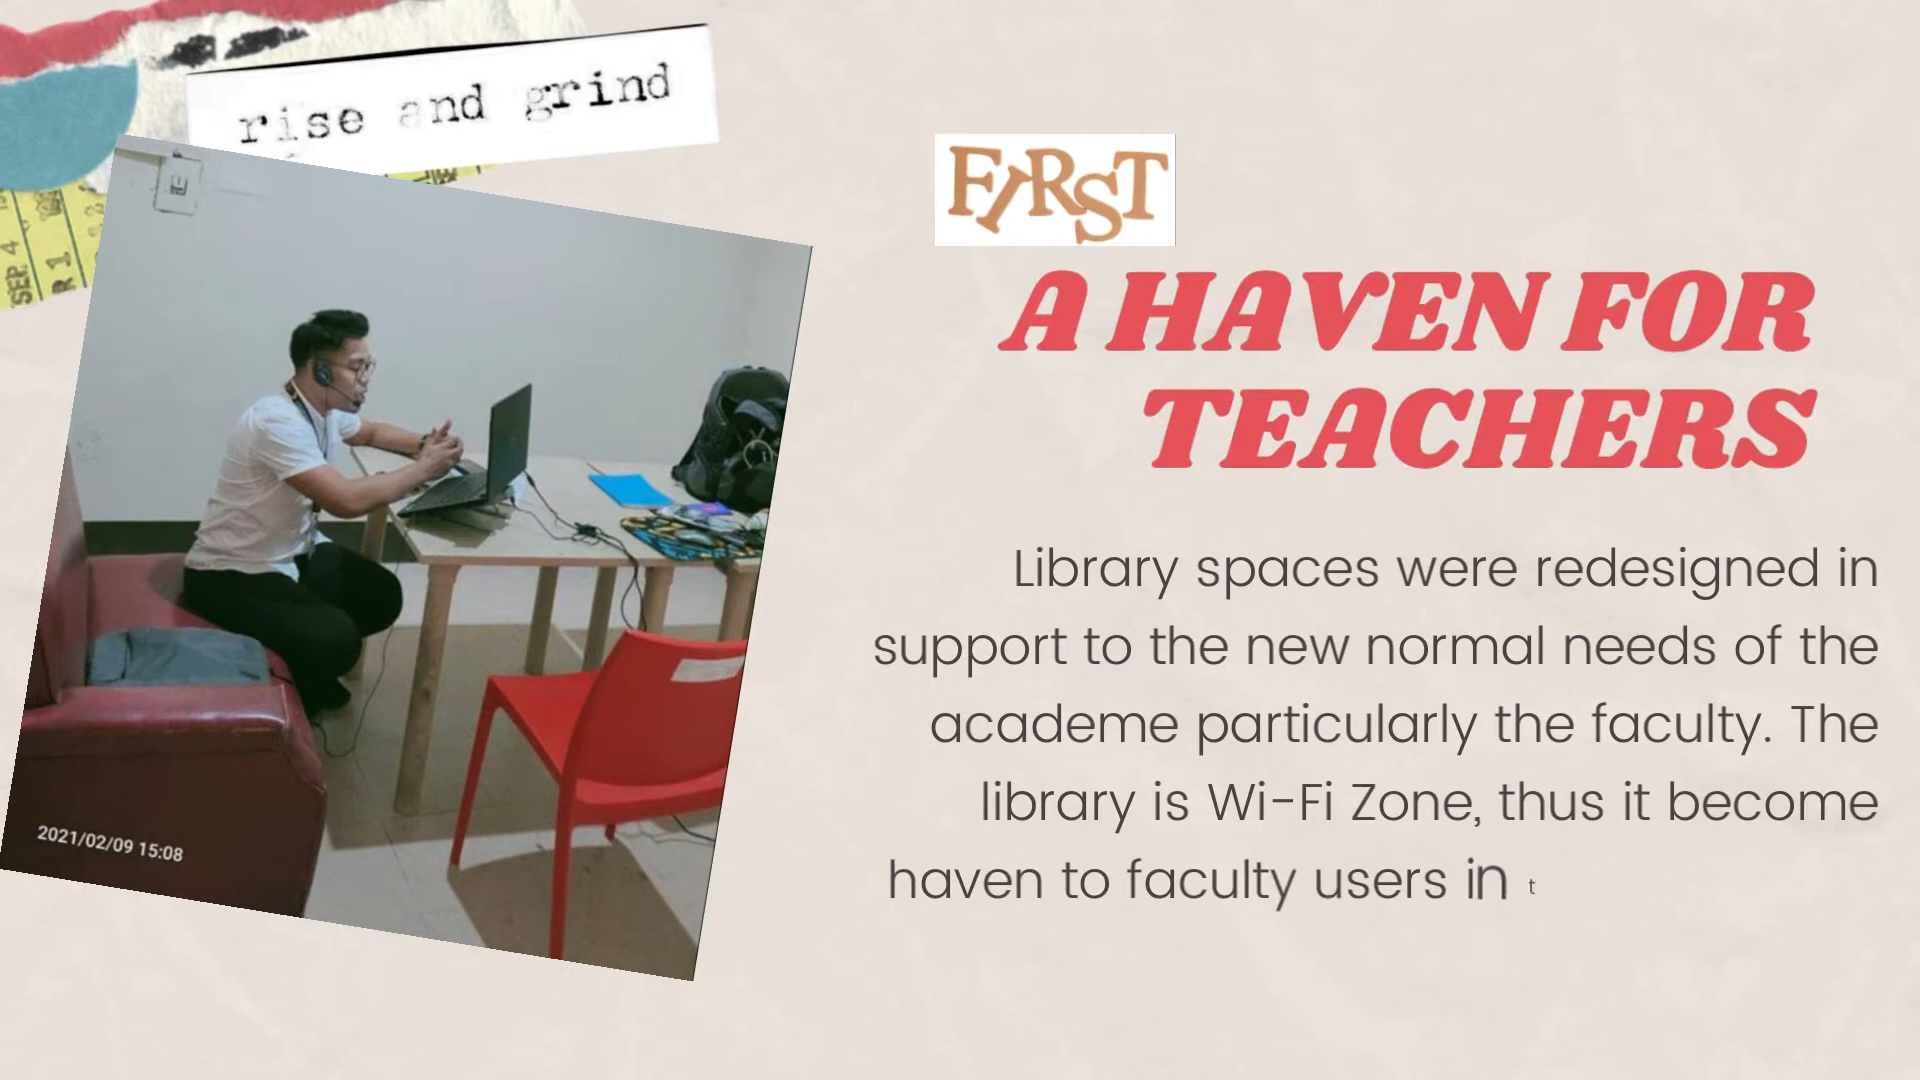 rise and grind
SEP 4
R 1
FIRST
A HAVEN FOR
TEACHERS
Library spaces were redesigned in
support to the new normal needs of the
academe particularly the faculty. The
library is Wi-Fi Zone, thus it become
haven to faculty users in t
2021/02/09 15:08